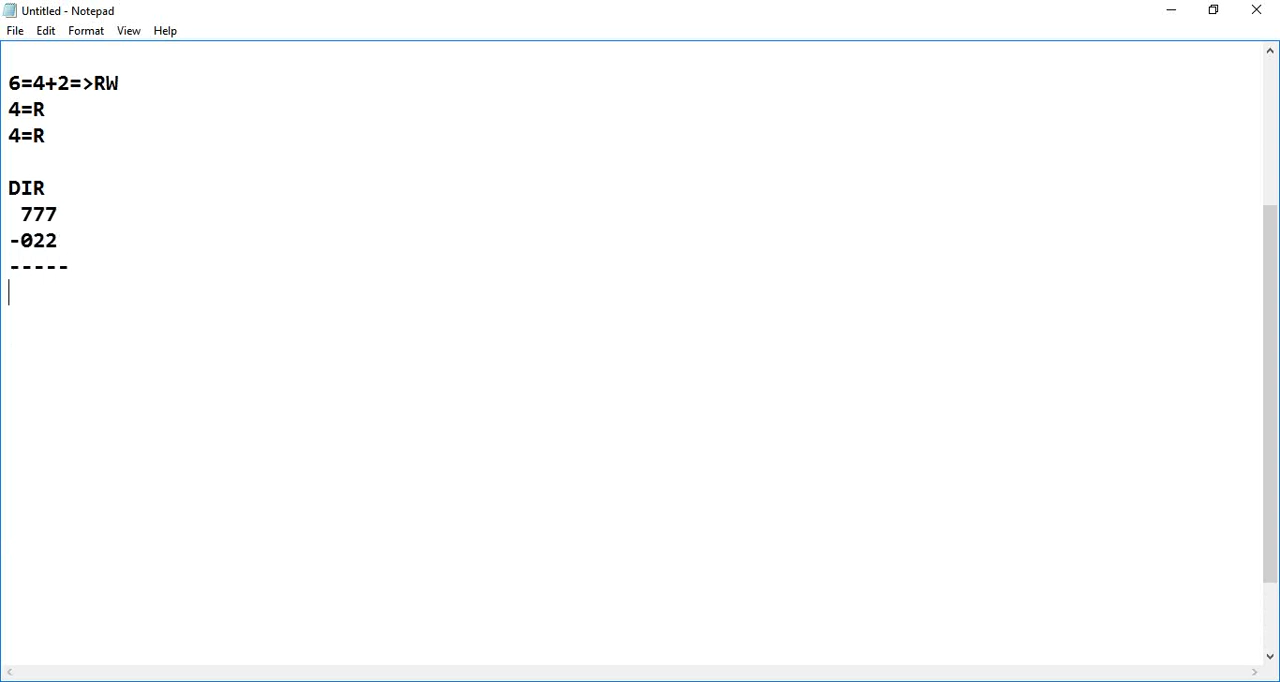 Untitled - Notepad
File Edit Format View Help
6=4+2=>RW
4=R
4=R
DIR
777
-022
-----